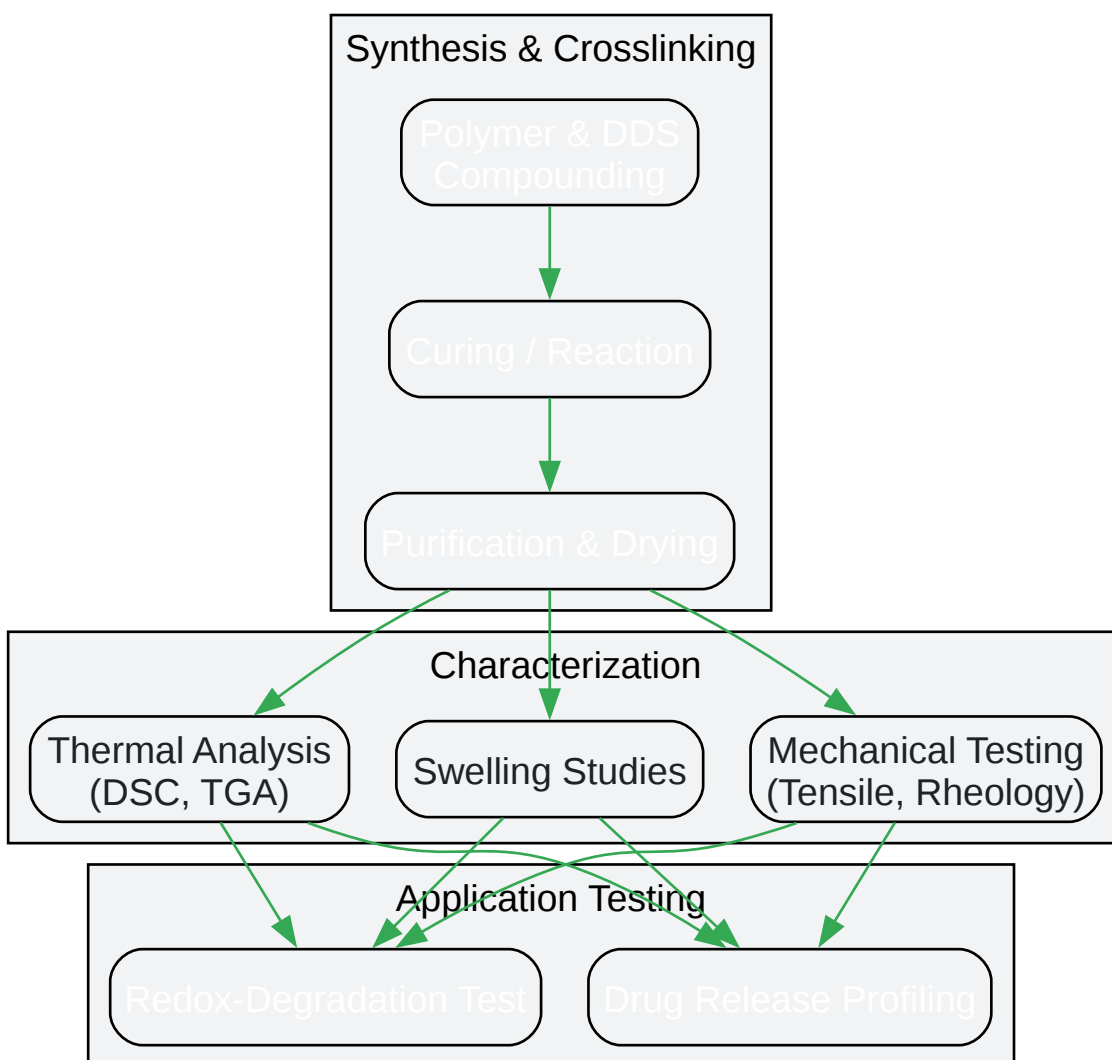 Synthesis & Crosslinking
Polymer & DDS
Compounding
Curing / Reaction
Purification & Drying
Characterization
Thermal Analysis
(DSC, TGA)
Swelling Studies
Mechanical Testing
(Tensile, Rheology)
Application Testing
Redox-Degradation Test
Drug Release Profiling